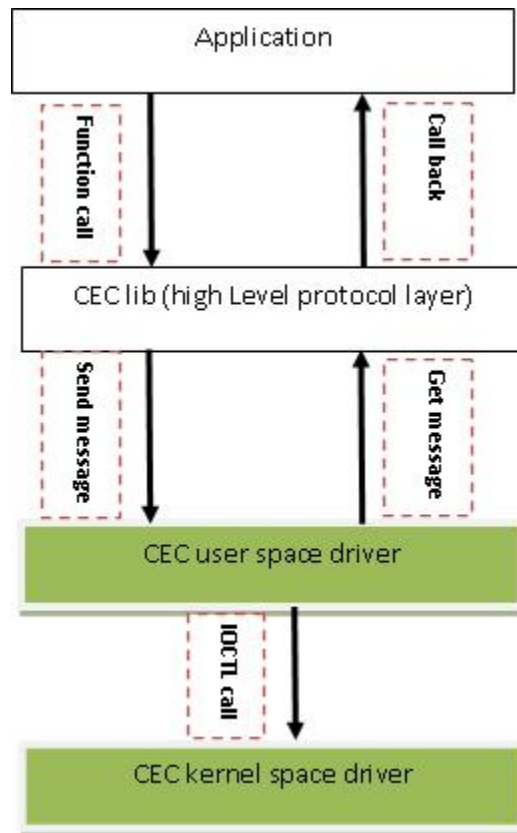 Application
Function call
Call back
CEC lib (high Level protocol layer)
Send message
Get message
CEC user space driver
IOCTL call
CEC kernel space driver